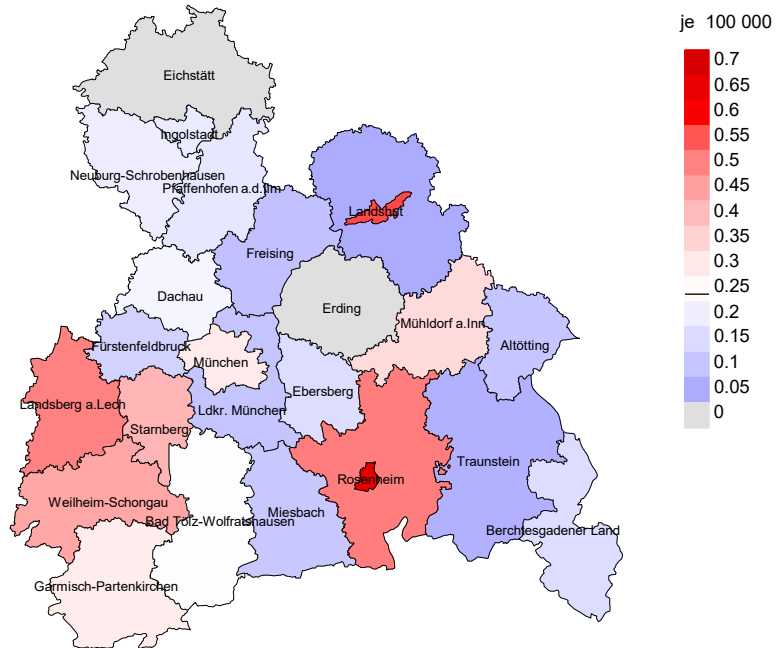 je 100 000
0.7
0.65
0.6
0.55
0.5
0.45
0.4
0.35
0.3
0.25
0.2
0.15
0.1
0.05
0
Eichstätt
Ingolstadt
Neuburg-Schrobenhausen
Pfaffenhofen a.d.Ilm
Landshut
Freising
Dachau
Erding
Mühldorf a.Inn
Altötting
Fürstenfeldbruck
München
Ebersberg
Landsberg a.Lech
Ldkr. München
Starnberg
Traunstein
Rosenheim
Weilheim-Schongau
Miesbach
Bad Tölz-Wolfratshausen
Berchtesgadener Land
Garmisch-Partenkirchen